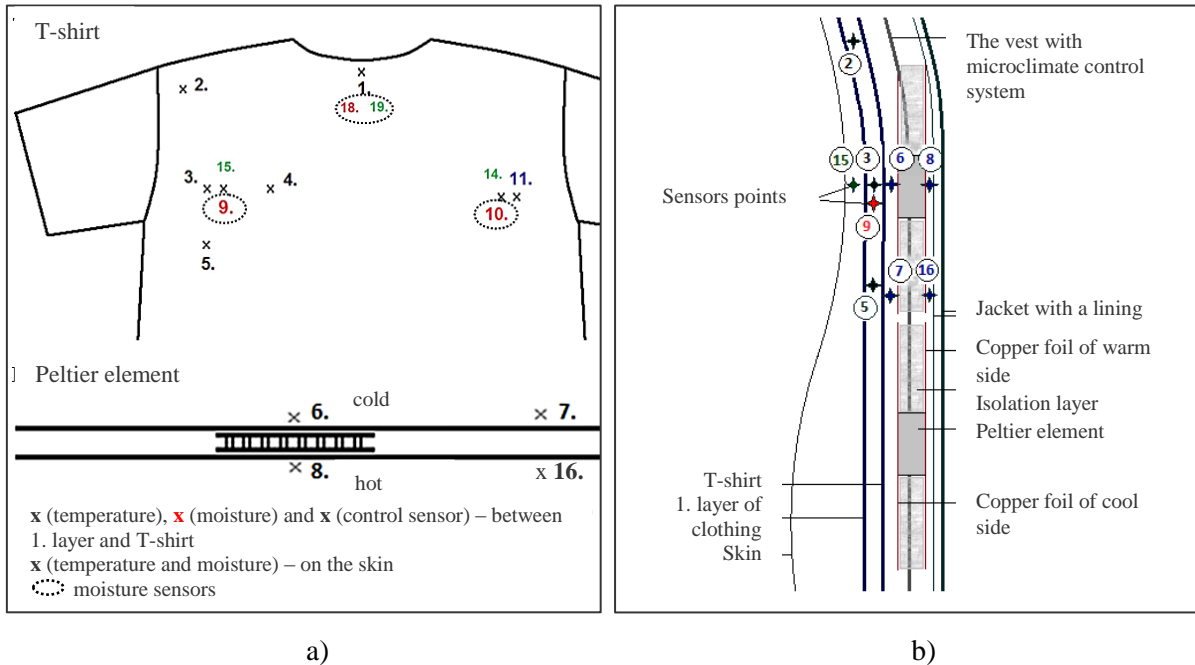 T-shirt
2.
1.
18. 19.
15.
3.
4.
14. 11.
9.
10.
5.
Peltier element
cold
6.
7.
8.
x 16.
hot
x (temperature), x (moisture) and x (control sensor) – between
1. layer and T-shirt
x (temperature and moisture) – on the skin
moisture sensors
a)
The vest with
microclimate control
system
2
15 3 6 8
Sensors points
9
7 16
5
Jacket with a lining
Copper foil of warm
side
Isolation layer
Peltier element
T-shirt
1. layer of
clothing
Skin
Copper foil of cool
side
b)